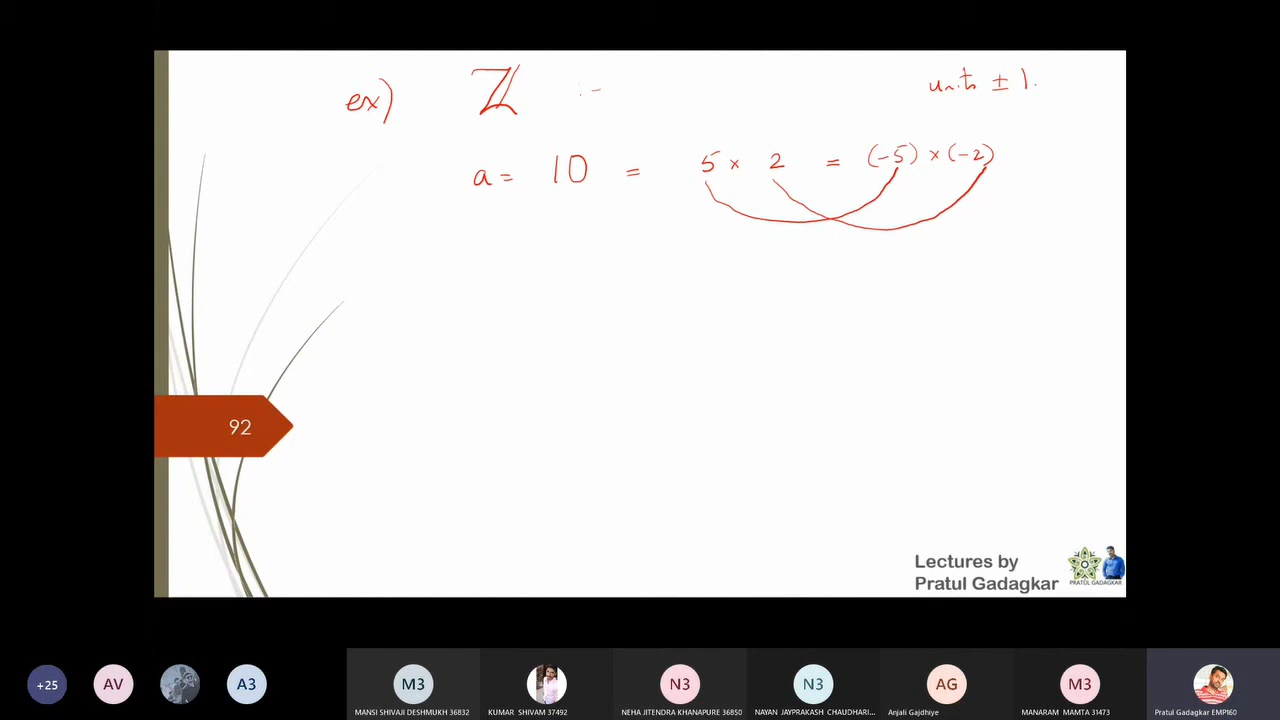 ex) ℤ :- units ± 1.
a = 10 = 5 × 2 = (-5) × (-2)
92
Lectures by
Pratul Gadagkar
PRATUL GADAGKAR
+25 AV A3 M3 N3 N3 AG M3
MANSI SHIVAJI DESHMUKH 36832 KUMAR SHIVAM 37492 NEHA JITENDRA KHANAPURE 36850 NAYAN JAYPRAKASH CHAUDHARI... Anjali Gajdhiye MANARAM MAMTA 31473 Pratul Gadagkar EMP160